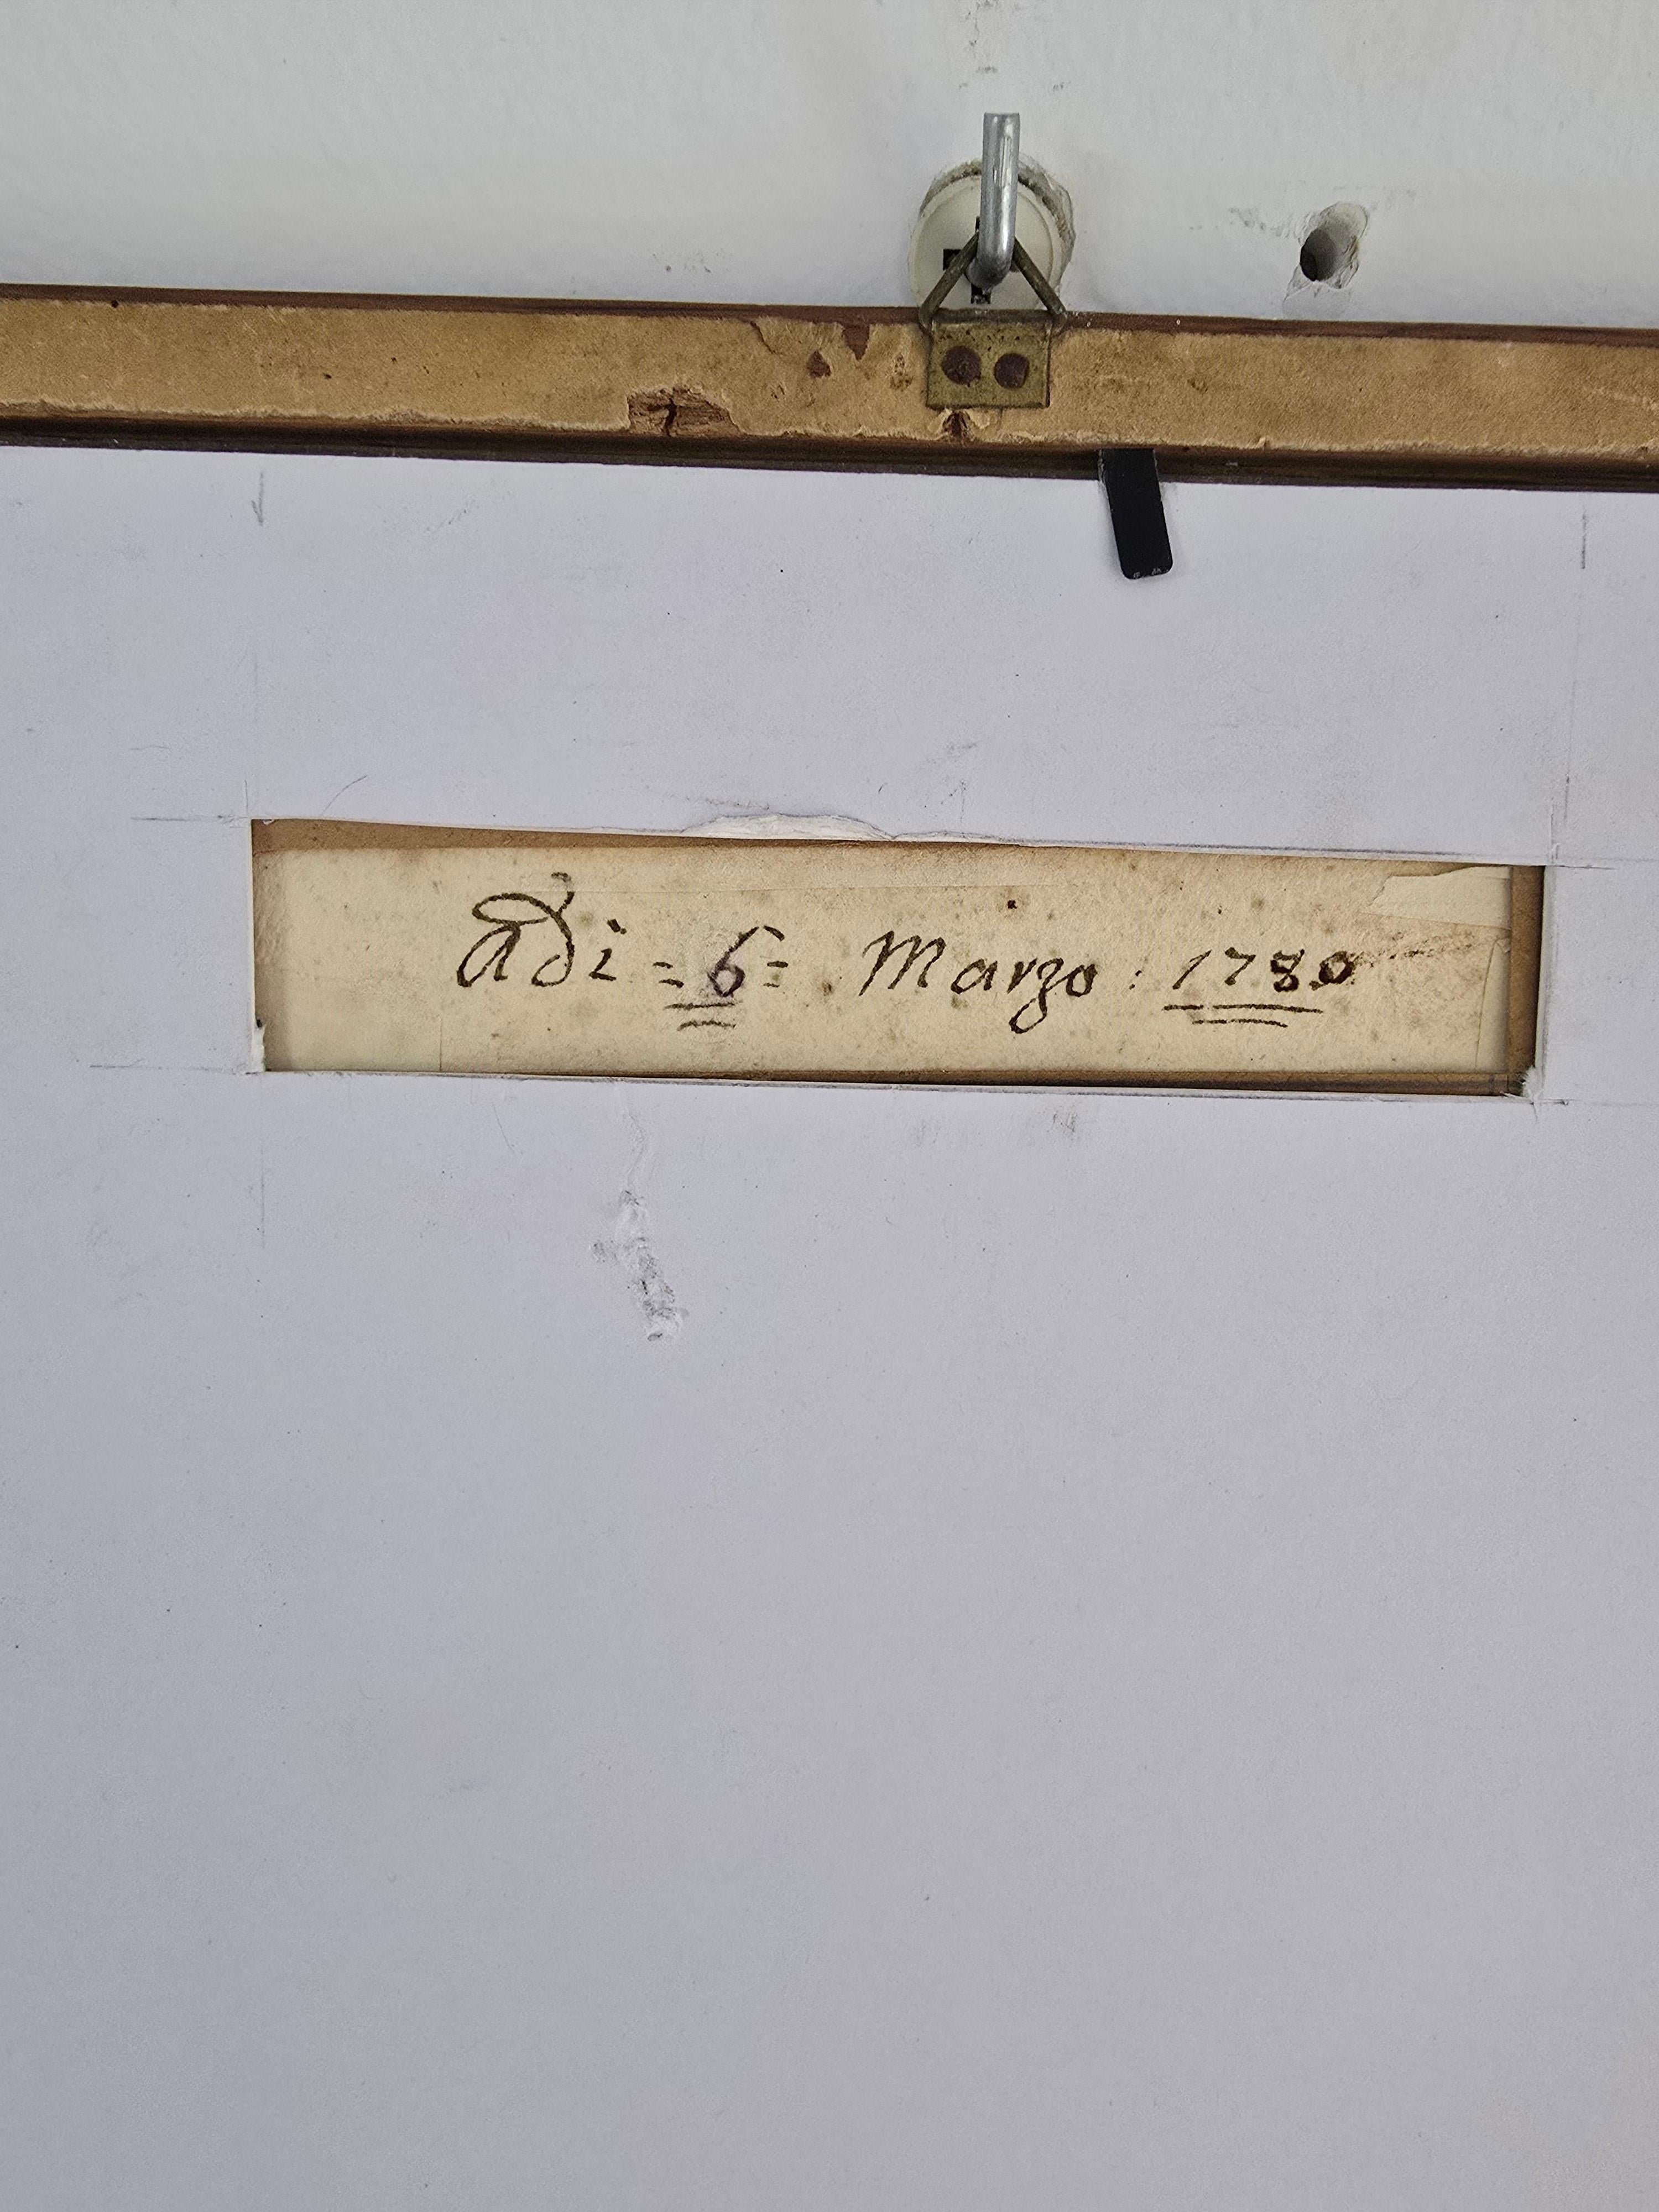 Adi = 6 = Marzo : 1780